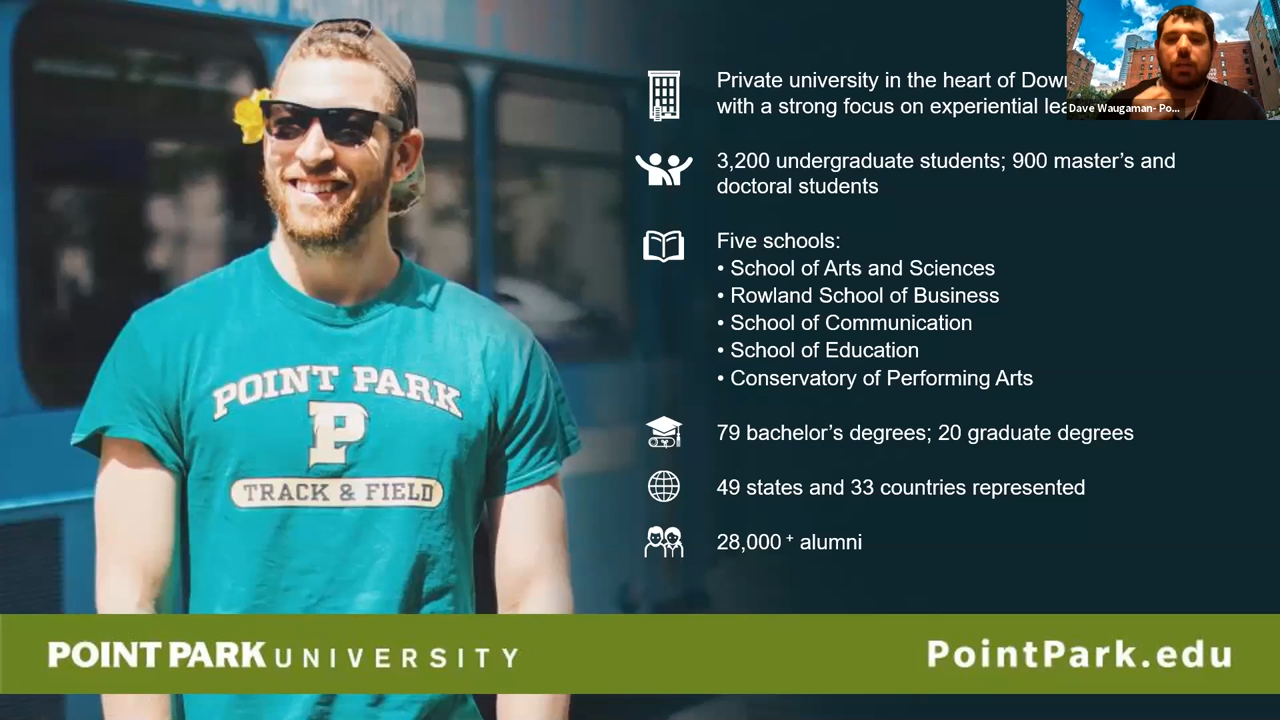 Private university in the heart of
with a strong focus on experiential
Dave Waugaman- Po...
3,200 undergraduate students; 900 master’s and
doctoral students
Five schools:
• School of Arts and Sciences
• Rowland School of Business
• School of Communication
• School of Education
• Conservatory of Performing Arts
79 bachelor’s degrees; 20 graduate degrees
49 states and 33 countries represented
28,000 + alumni
POINT PARK
P
TRACK & FIELD
POINT PARK UNIVERSITY
PointPark.edu